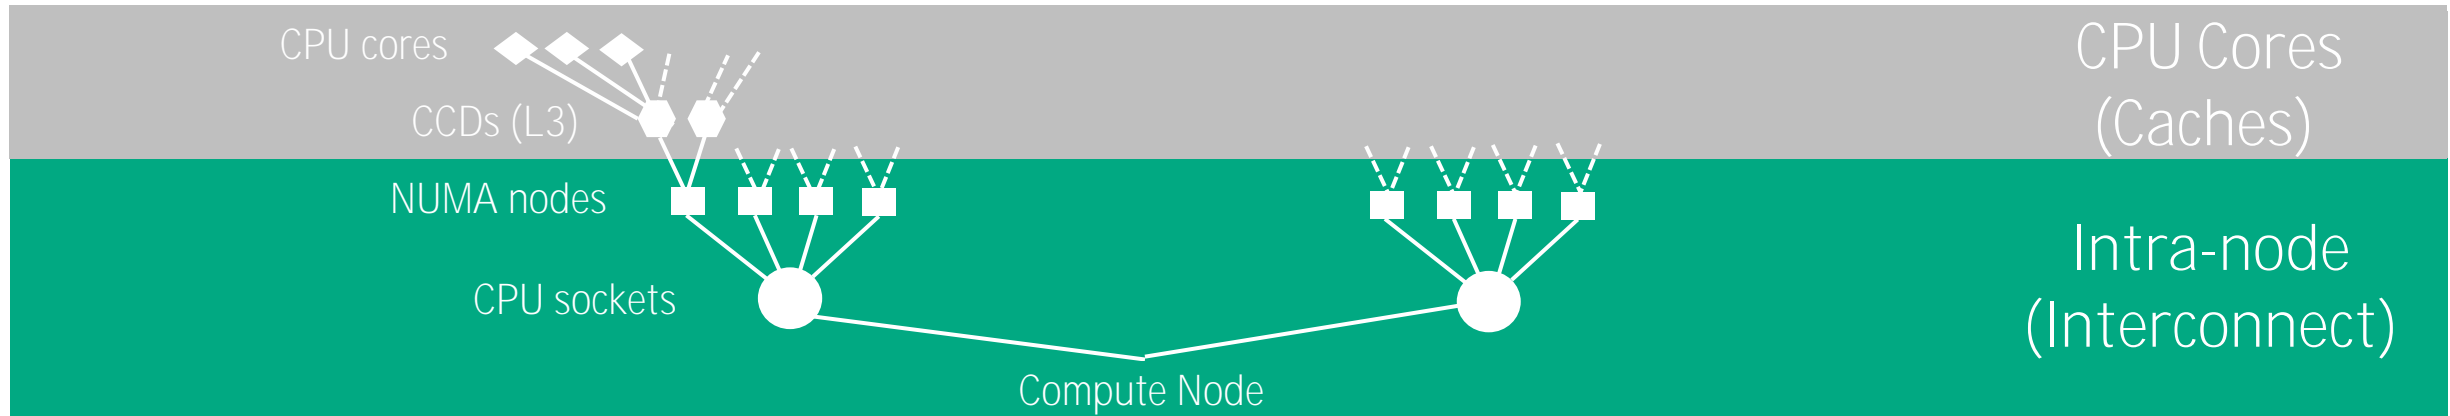 CPU cores
CCDs (L3)
NUMA nodes
CPU sockets
Compute Node
CPU Cores
(Caches)
Intra-node
(Interconnect)